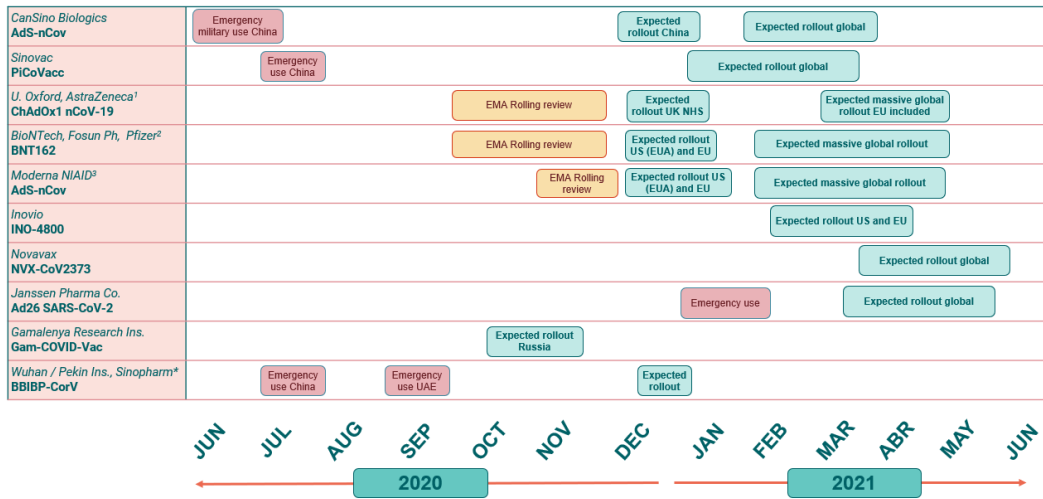 CanSino Biologics
AdS-nCov
Emergency
military use China
Expected
rollout China
Expected rollout global
Sinovac
PiCoVacc
Emergency
use China
Expected rollout global
U. Oxford, AstraZeneca¹
ChAdOx1 nCoV-19
EMA Rolling review
Expected
rollout UK NHS
Expected massive global
rollout EU included
BioNTech, Fosun Ph, Pfizer²
BNT162
EMA Rolling review
Expected rollout
US (EUA) and EU
Expected massive global rollout
Moderna NIAID³
AdS-nCov
EMA Rolling
review
Expected rollout US
(EUA) and EU
Expected massive global rollout
Inovio
INO-4800
Expected rollout US and EU
Novavax
NVX-CoV2373
Expected rollout global
Janssen Pharma Co.
Ad26 SARS-CoV-2
Emergency use
Expected rollout global
Gamalenya Research Ins.
Gam-COVID-Vac
Expected rollout
Russia
Wuhan / Pekin Ins., Sinopharm*
BBIBP-CorV
Emergency
use China
Emergency
use UAE
Expected
rollout
JUN JUL AUG SEP OCT NOV DEC JAN FEB MAR ABR MAY JUN
2020 2021